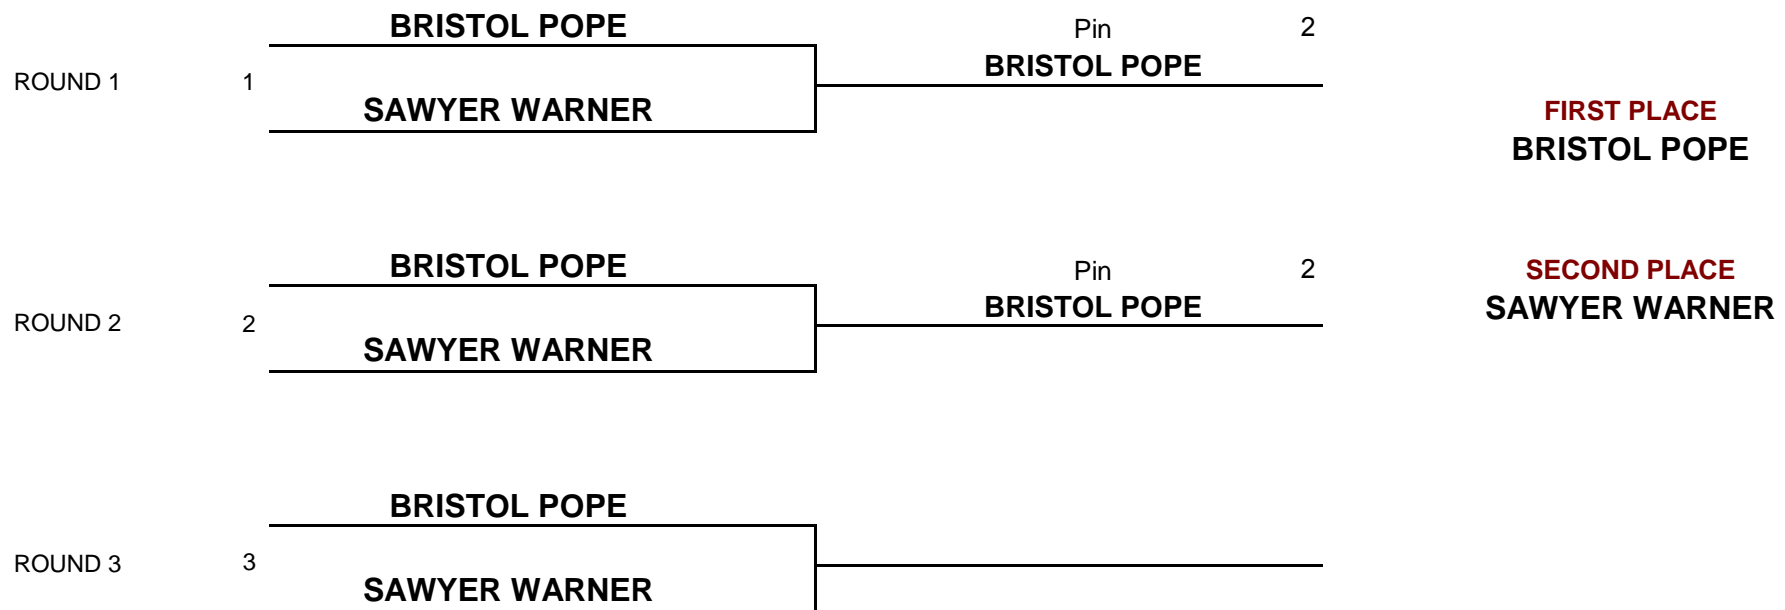 BRISTOL POPE
Pin 2
BRISTOL POPE
ROUND 1 1
SAWYER WARNER
FIRST PLACE
BRISTOL POPE
BRISTOL POPE
Pin 2
SECOND PLACE
BRISTOL POPE
SAWYER WARNER
ROUND 2 2
SAWYER WARNER
BRISTOL POPE
ROUND 3 3
SAWYER WARNER